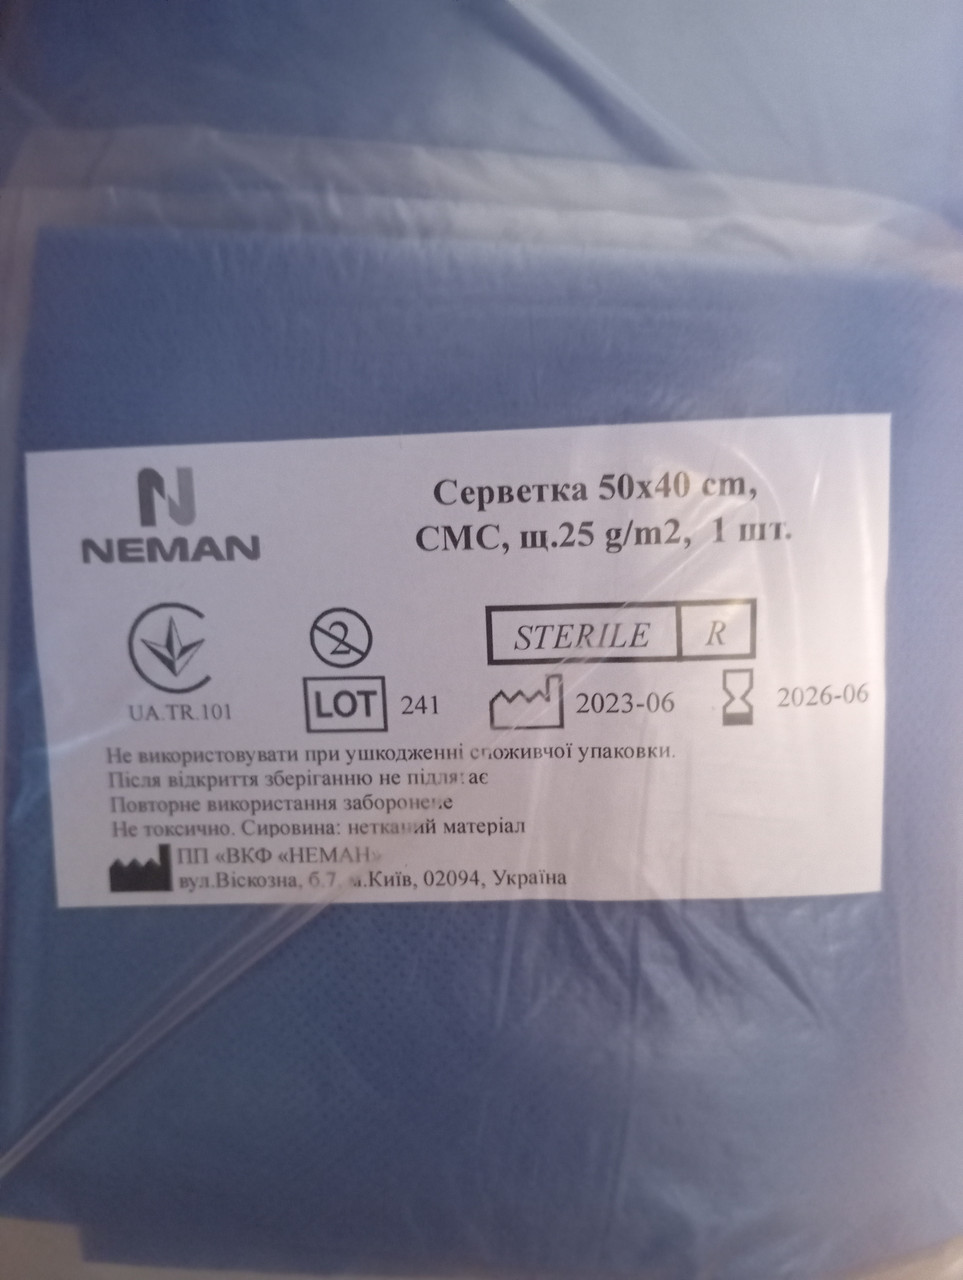 NEMAN
Серветка 50х40 cm,
СМС, щ.25 g/m2, 1 шт.
UA.TR.101
2
STERILE R
LOT 241
2023-06
2026-06
Не використовувати при ушкодженні споживчої упаковки.
Після відкриття зберіганню не підлягає
Повторне використання заборонене
Не токсично. Сировина: нетканий матеріал
ПП «ВКФ «НЕМАН»
вул.Віскозна, б.7, м.Київ, 02094, Україна